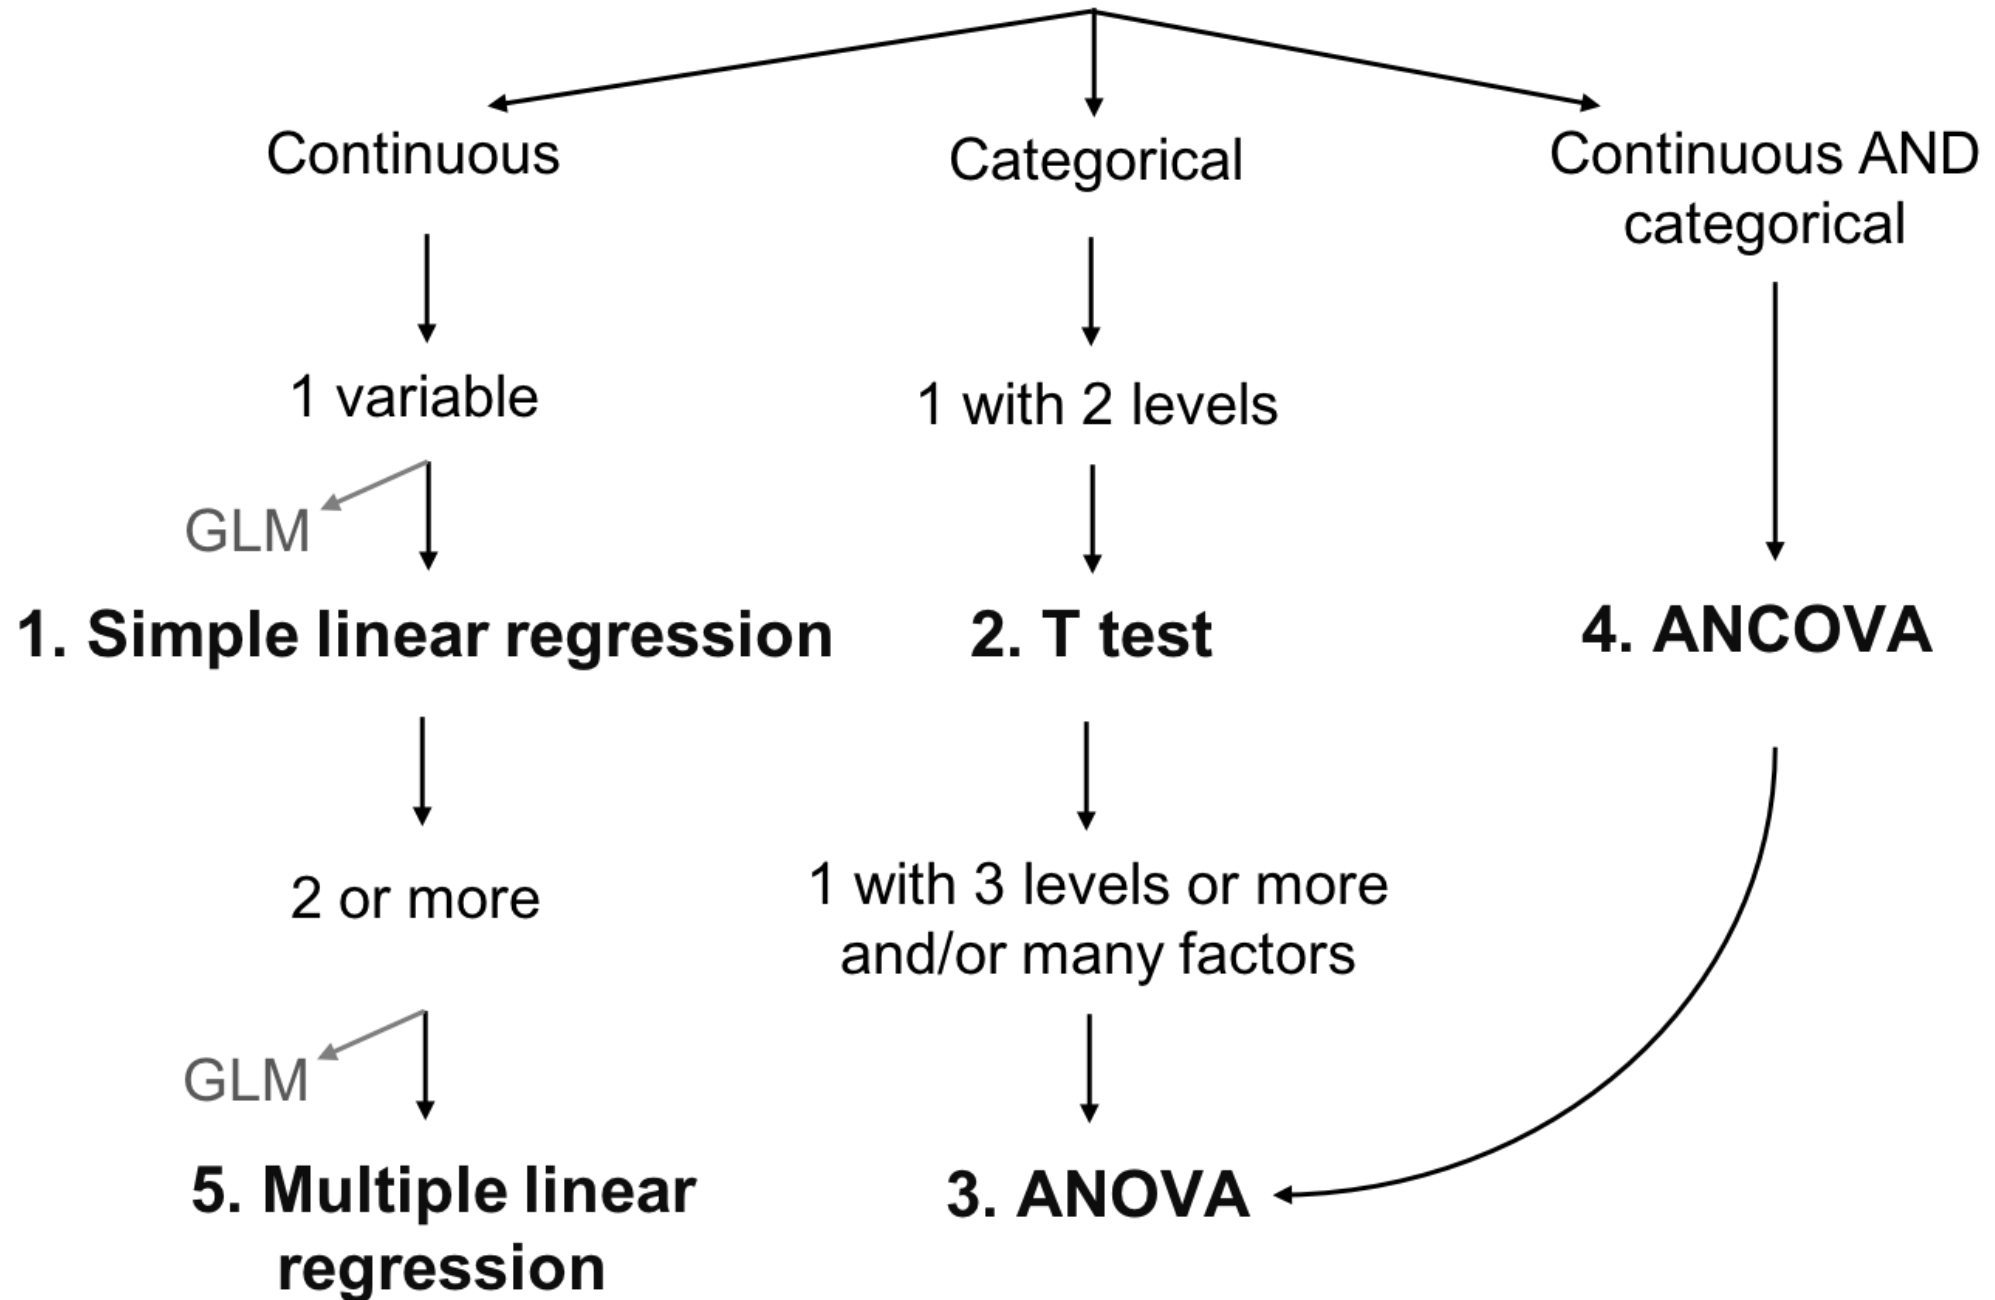 Continuous
Categorical
Continuous AND
categorical
1 variable
1 with 2 levels
GLM
1. Simple linear regression
2. T test
4. ANCOVA
2 or more
1 with 3 levels or more
and/or many factors
GLM
5. Multiple linear
regression
3. ANOVA